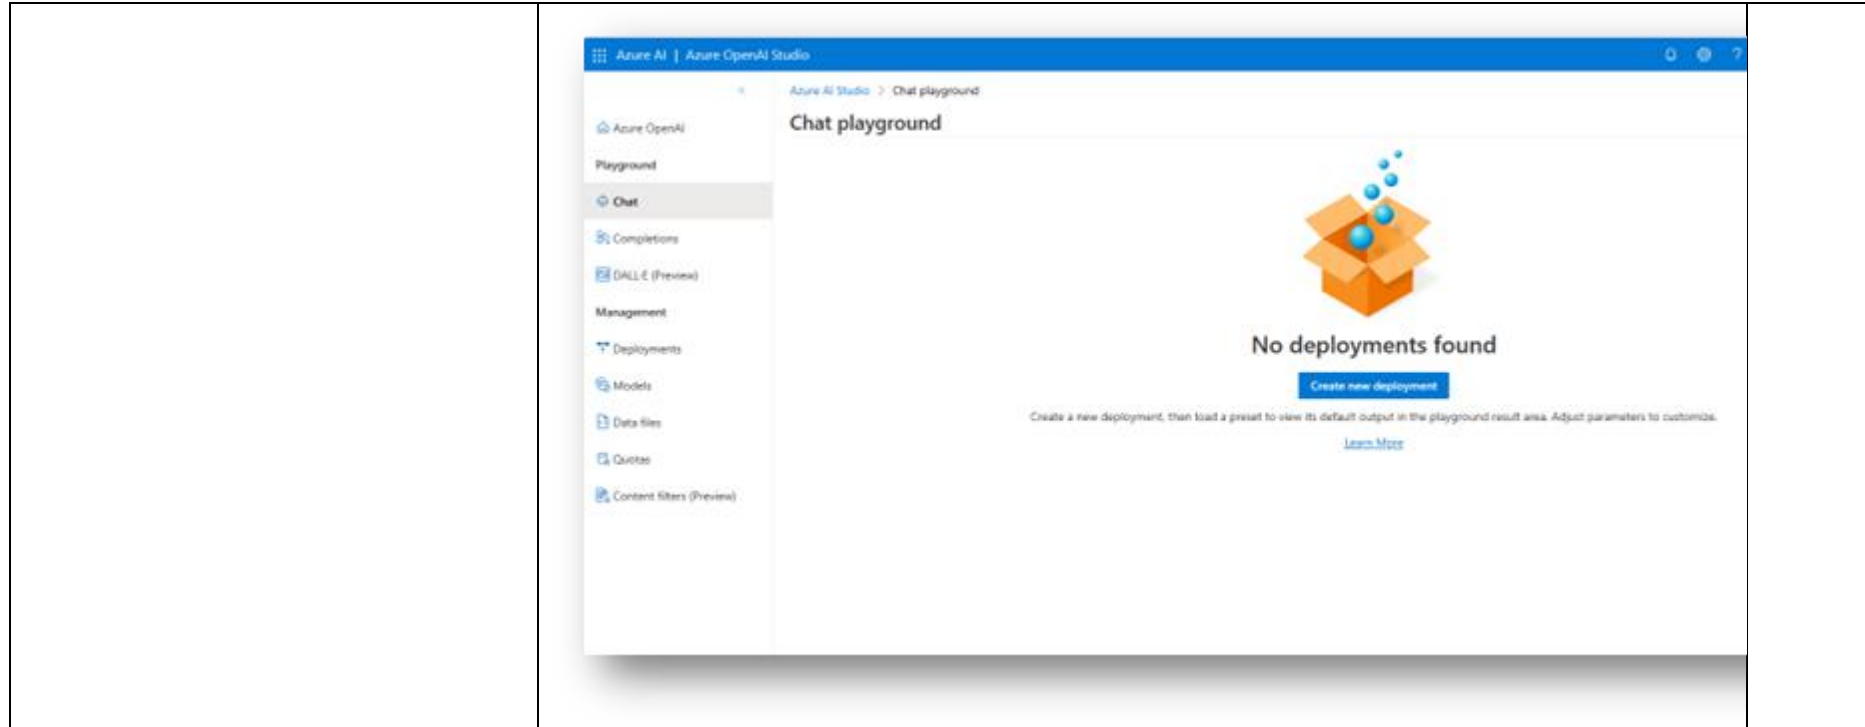 Azure AI | Azure OpenAI Studio
?
Azure AI Studio > Chat playground
Chat playground
Azure OpenAI
Playground
Chat
Completions
DALL·E (Preview)
Management
Deployments
Models
Data files
Quotas
Content filters (Preview)
No deployments found
Create new deployment
Create a new deployment, then load a preset to view its default output in the playground result area. Adjust parameters to customize.
Learn More